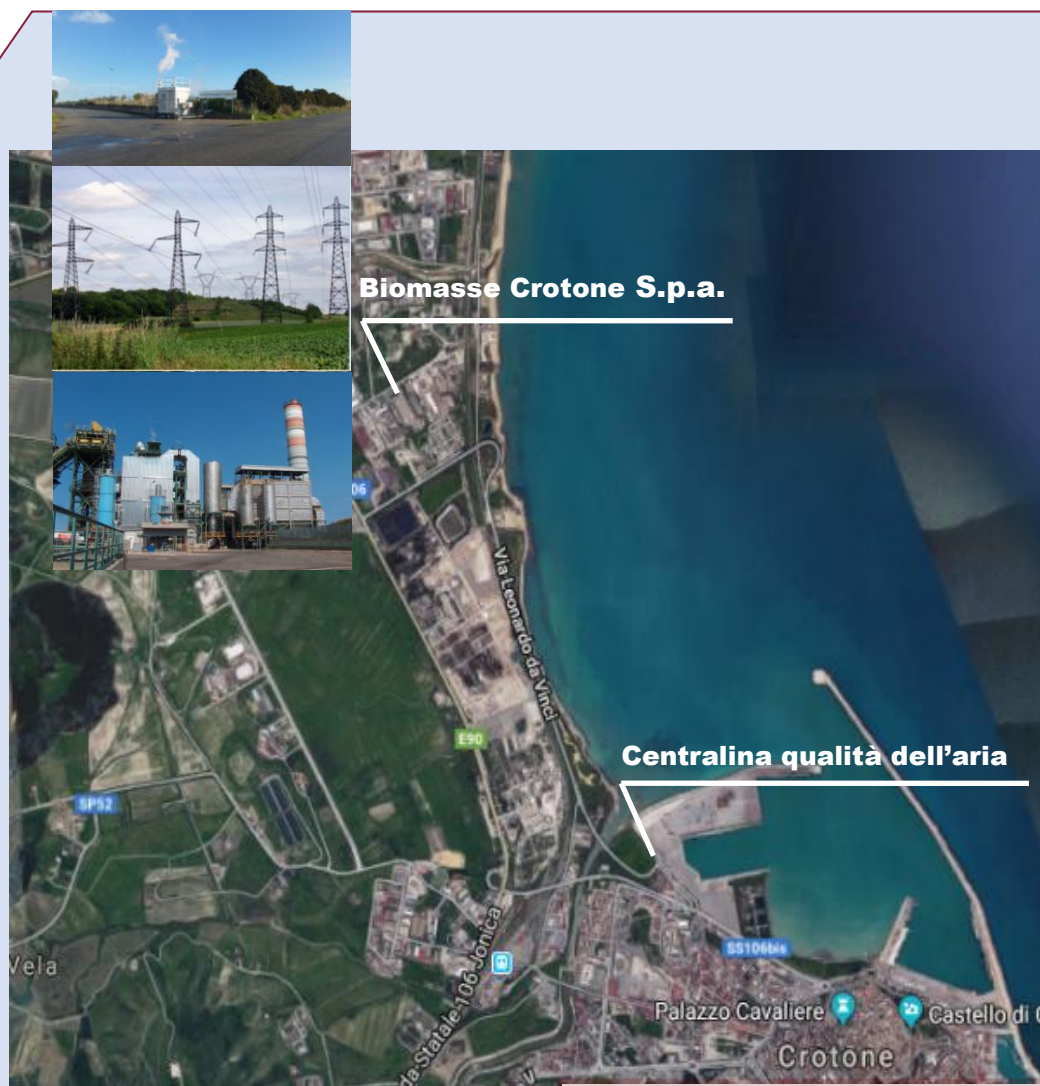 Biomasse Crotone S.p.a.
06
Via Leonardo da Vinci
E90
Centralina qualità dell’aria
SP52
SS106bis
Vela
da Statale 106 Jonica
Palazzo Cavaliere
Castello di C
Crotone
V